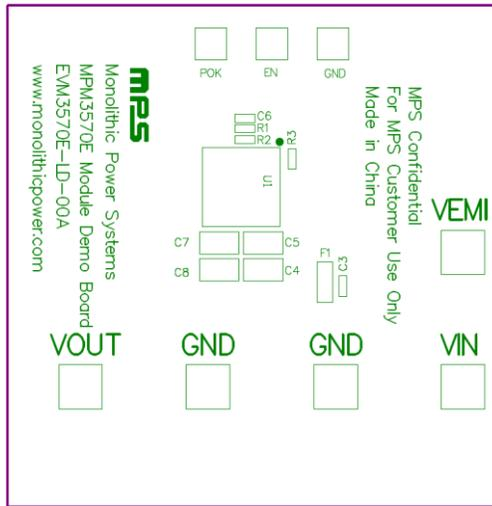 POK
EN
GND
MPS
Monolithic Power Systems
MPM3570E Module Demo Board
EVM3570E-LD-00A
www.monolithicpower.com
C6
R1
R2
R3
U1
C7
C5
C8
C4
F1
C3
MPS Confidential
For MPS Customer Use Only
Made in China
VEMI
VOUT
GND
GND
VIN